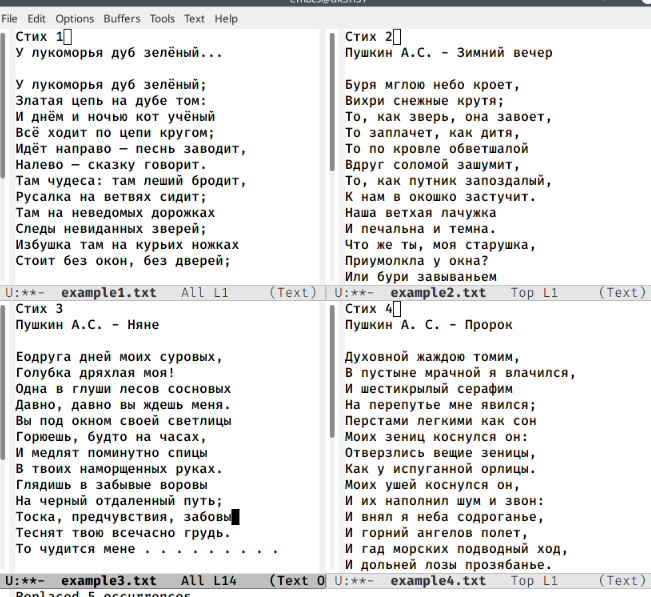 emacs@dk3n37
File Edit Options Buffers Tools Text Help
Стих 1
У лукоморья дуб зелёный...
У лукоморья дуб зелёный;
Златая цепь на дубе том:
И днём и ночью кот учёный
Всё ходит по цепи кругом;
Идёт направо — песнь заводит,
Налево — сказку говорит.
Там чудеса: там леший бродит,
Русалка на ветвях сидит;
Там на неведомых дорожках
Следы невиданных зверей;
Избушка там на курьих ножках
Стоит без окон, без дверей;
U:**- example1.txt All L1 (Text)
Стих 2
Пушкин А.С. - Зимний вечер
Буря мглою небо кроет,
Вихри снежные крутя;
То, как зверь, она завоет,
То заплачет, как дитя,
То по кровле обветшалой
Вдруг соломой зашумит,
То, как путник запоздалый,
К нам в окошко застучит.
Наша ветхая лачужка
И печальна и темна.
Что же ты, моя старушка,
Приумолкла у окна?
Или бури завываньем
U:**- example2.txt Top L1 (Text)
Стих 3
Пушкин А.С. - Няне
Еодруга дней моих суровых,
Голубка дряхлая моя!
Одна в глуши лесов сосновых
Давно, давно вы ждешь меня.
Вы под окном своей светлицы
Горюешь, будто на часах,
И медлят поминутно спицы
В твоих наморщенных руках.
Глядишь в забывые воровы
На черный отдаленный путь;
Тоска, предчувствия, забовы
Теснят твою всечасно грудь.
То чудится мене . . . . . . . . .
U:**- example3.txt All L14 (Text O
Стих 4
Пушкин А. С. - Пророк
Духовной жаждою томим,
В пустыне мрачной я влачился,
И шестикрылый серафим
На перепутье мне явился;
Перстами легкими как сон
Моих зениц коснулся он:
Отверзлись вещие зеницы,
Как у испуганной орлицы.
Моих ушей коснулся он,
И их наполнил шум и звон:
И внял я неба содроганье,
И горний ангелов полет,
И гад морских подводный ход,
И дольней лозы прозябанье.
U:**- example4.txt Top L1 (Text)
Replaced 5 occurrences